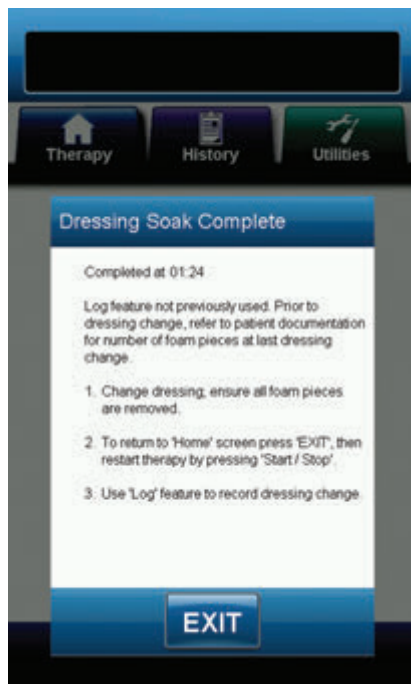 Therapy
History
Utilities
Dressing Soak Complete
Completed at 01:24
Log feature not previously used. Prior to
dressing change, refer to patient documentation
for number of foam pieces at last dressing
change.
1. Change dressing; ensure all foam pieces
are removed.
2. To return to 'Home' screen press 'EXIT', then
restart therapy by pressing 'Start / Stop'
3. Use 'Log' feature to record dressing change.
EXIT